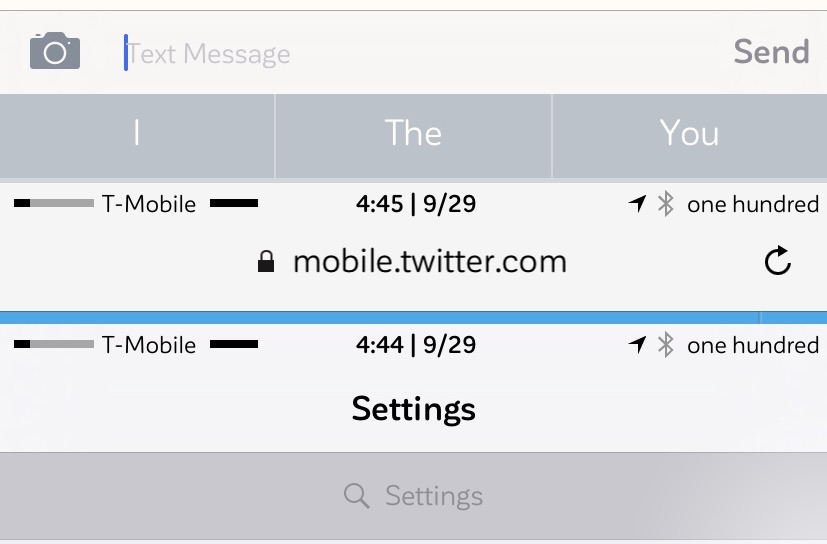 Text Message Send
I The You
T-Mobile 4:45 | 9/29 one hundred
mobile.twitter.com
T-Mobile 4:44 | 9/29 one hundred
Settings
Settings